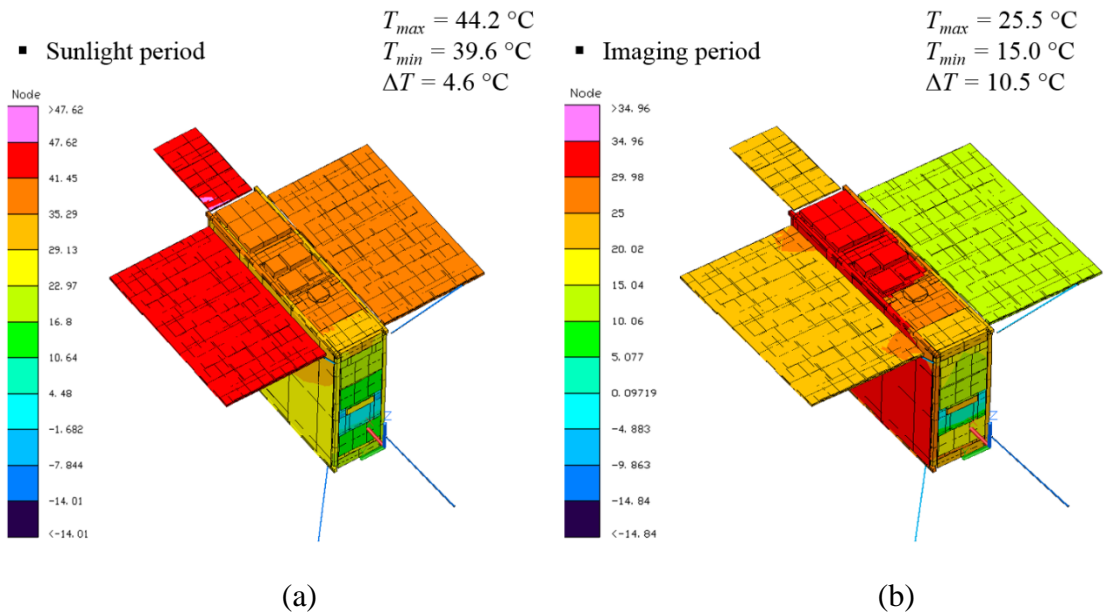 ▪ Sunlight period
Tmax = 44.2 °C
Tmin = 39.6 °C
ΔT = 4.6 °C
Node
>47.62
47.62
41.45
35.29
29.13
22.97
16.8
10.64
4.48
-1.682
-7.844
-14.01
<-14.01
Z
(a)
▪ Imaging period
Tmax = 25.5 °C
Tmin = 15.0 °C
ΔT = 10.5 °C
Node
>34.96
34.96
29.98
25
20.02
15.04
10.06
5.077
0.09719
-4.883
-9.863
-14.84
<-14.84
Z
(b)